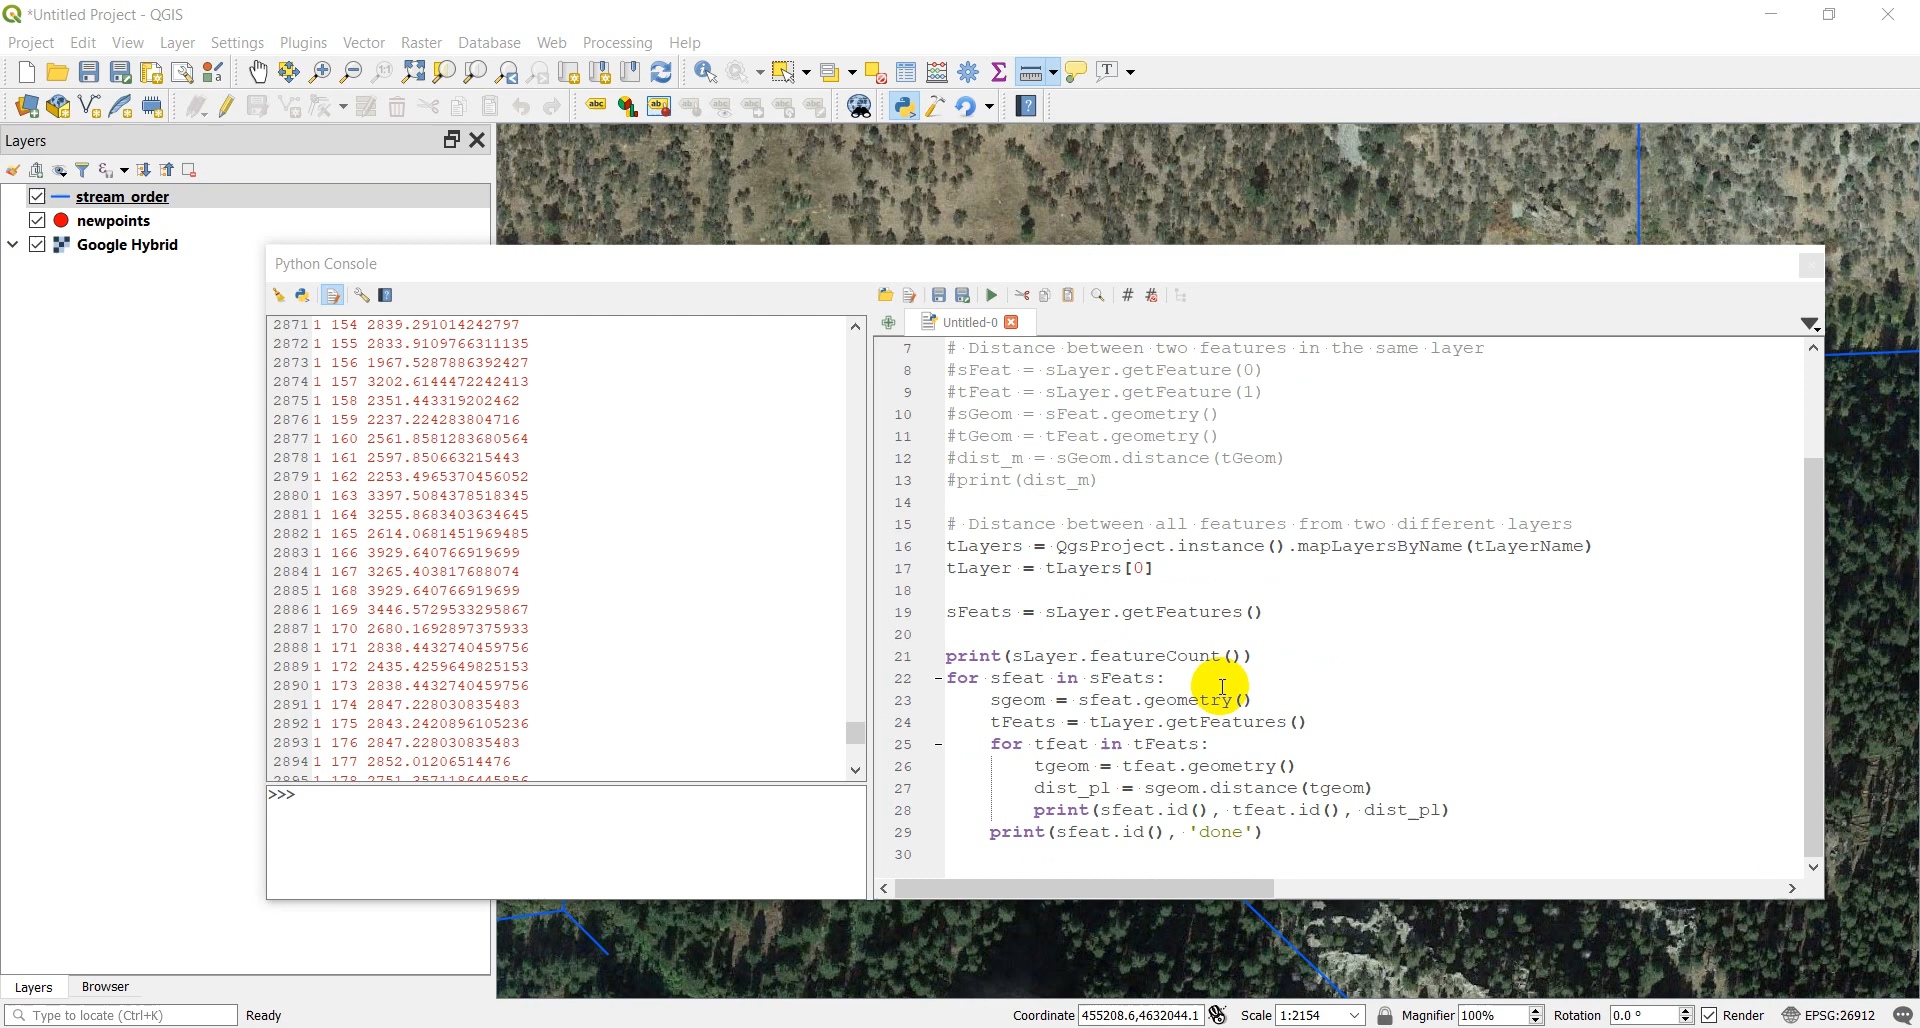 *Untitled Project - QGIS
Project Edit View Layer Settings Plugins Vector Raster Database Web Processing Help
Layers
stream_order
newpoints
Google Hybrid
Python Console
Untitled-0
2871 1 154 2839.291014242797
2872 1 155 2833.9109766311135
2873 1 156 1967.5287886392427
2874 1 157 3202.6144472242413
2875 1 158 2351.443319202462
2876 1 159 2237.224283804716
2877 1 160 2561.8581283680564
2878 1 161 2597.850663215443
2879 1 162 2253.4965370456052
2880 1 163 3397.5084378518345
2881 1 164 3255.8683403634645
2882 1 165 2614.0681451969485
2883 1 166 3929.640766919699
2884 1 167 3265.403817688074
2885 1 168 3929.640766919699
2886 1 169 3446.5729533295867
2887 1 170 2680.1692897375933
2888 1 171 2838.4432740459756
2889 1 172 2435.4259649825153
2890 1 173 2838.4432740459756
2891 1 174 2847.228030835483
2892 1 175 2843.2420896105236
2893 1 176 2847.228030835483
2894 1 177 2852.01206514476
2895 1 178 2751.3571186445856
>>>
7 # Distance between two features in the same layer
8 #sFeat = sLayer.getFeature(0)
9 #tFeat = sLayer.getFeature(1)
10 #sGeom = sFeat.geometry()
11 #tGeom = tFeat.geometry()
12 #dist_m = sGeom.distance(tGeom)
13 #print(dist_m)
14
15 # Distance between all features from two different layers
16 tLayers = QgsProject.instance().mapLayersByName(tLayerName)
17 tLayer = tLayers[0]
18
19 sFeats = sLayer.getFeatures()
20
21 print(sLayer.featureCount())
22 for sfeat in sFeats:
23 sgeom = sfeat.geometry()
24 tFeats = tLayer.getFeatures()
25 for tfeat in tFeats:
26 tgeom = tfeat.geometry()
27 dist_pl = sgeom.distance(tgeom)
28 print(sfeat.id(), tfeat.id(), dist_pl)
29 print(sfeat.id(), 'done')
30
Layers Browser
Type to locate (Ctrl+K) Ready Coordinate 455208.6,4632044.1 Scale 1:2154 Magnifier 100% Rotation 0.0 ° Render EPSG:26912